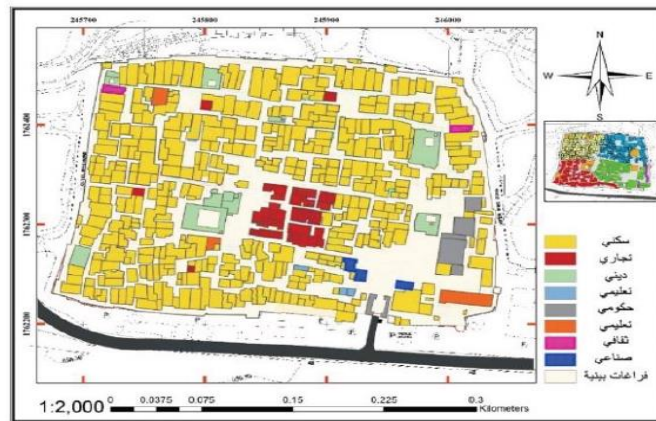 245700 245800 245900 246000
N
W E
S
1762400
1762300
1762200
سكني
تجاري
ديني
تعليمي
حكومي
تعليمي
ثقافي
صناعي
فراغات بينية
1:2,000 0 0.0375 0.075 0.15 0.225 0.3
Kilometers